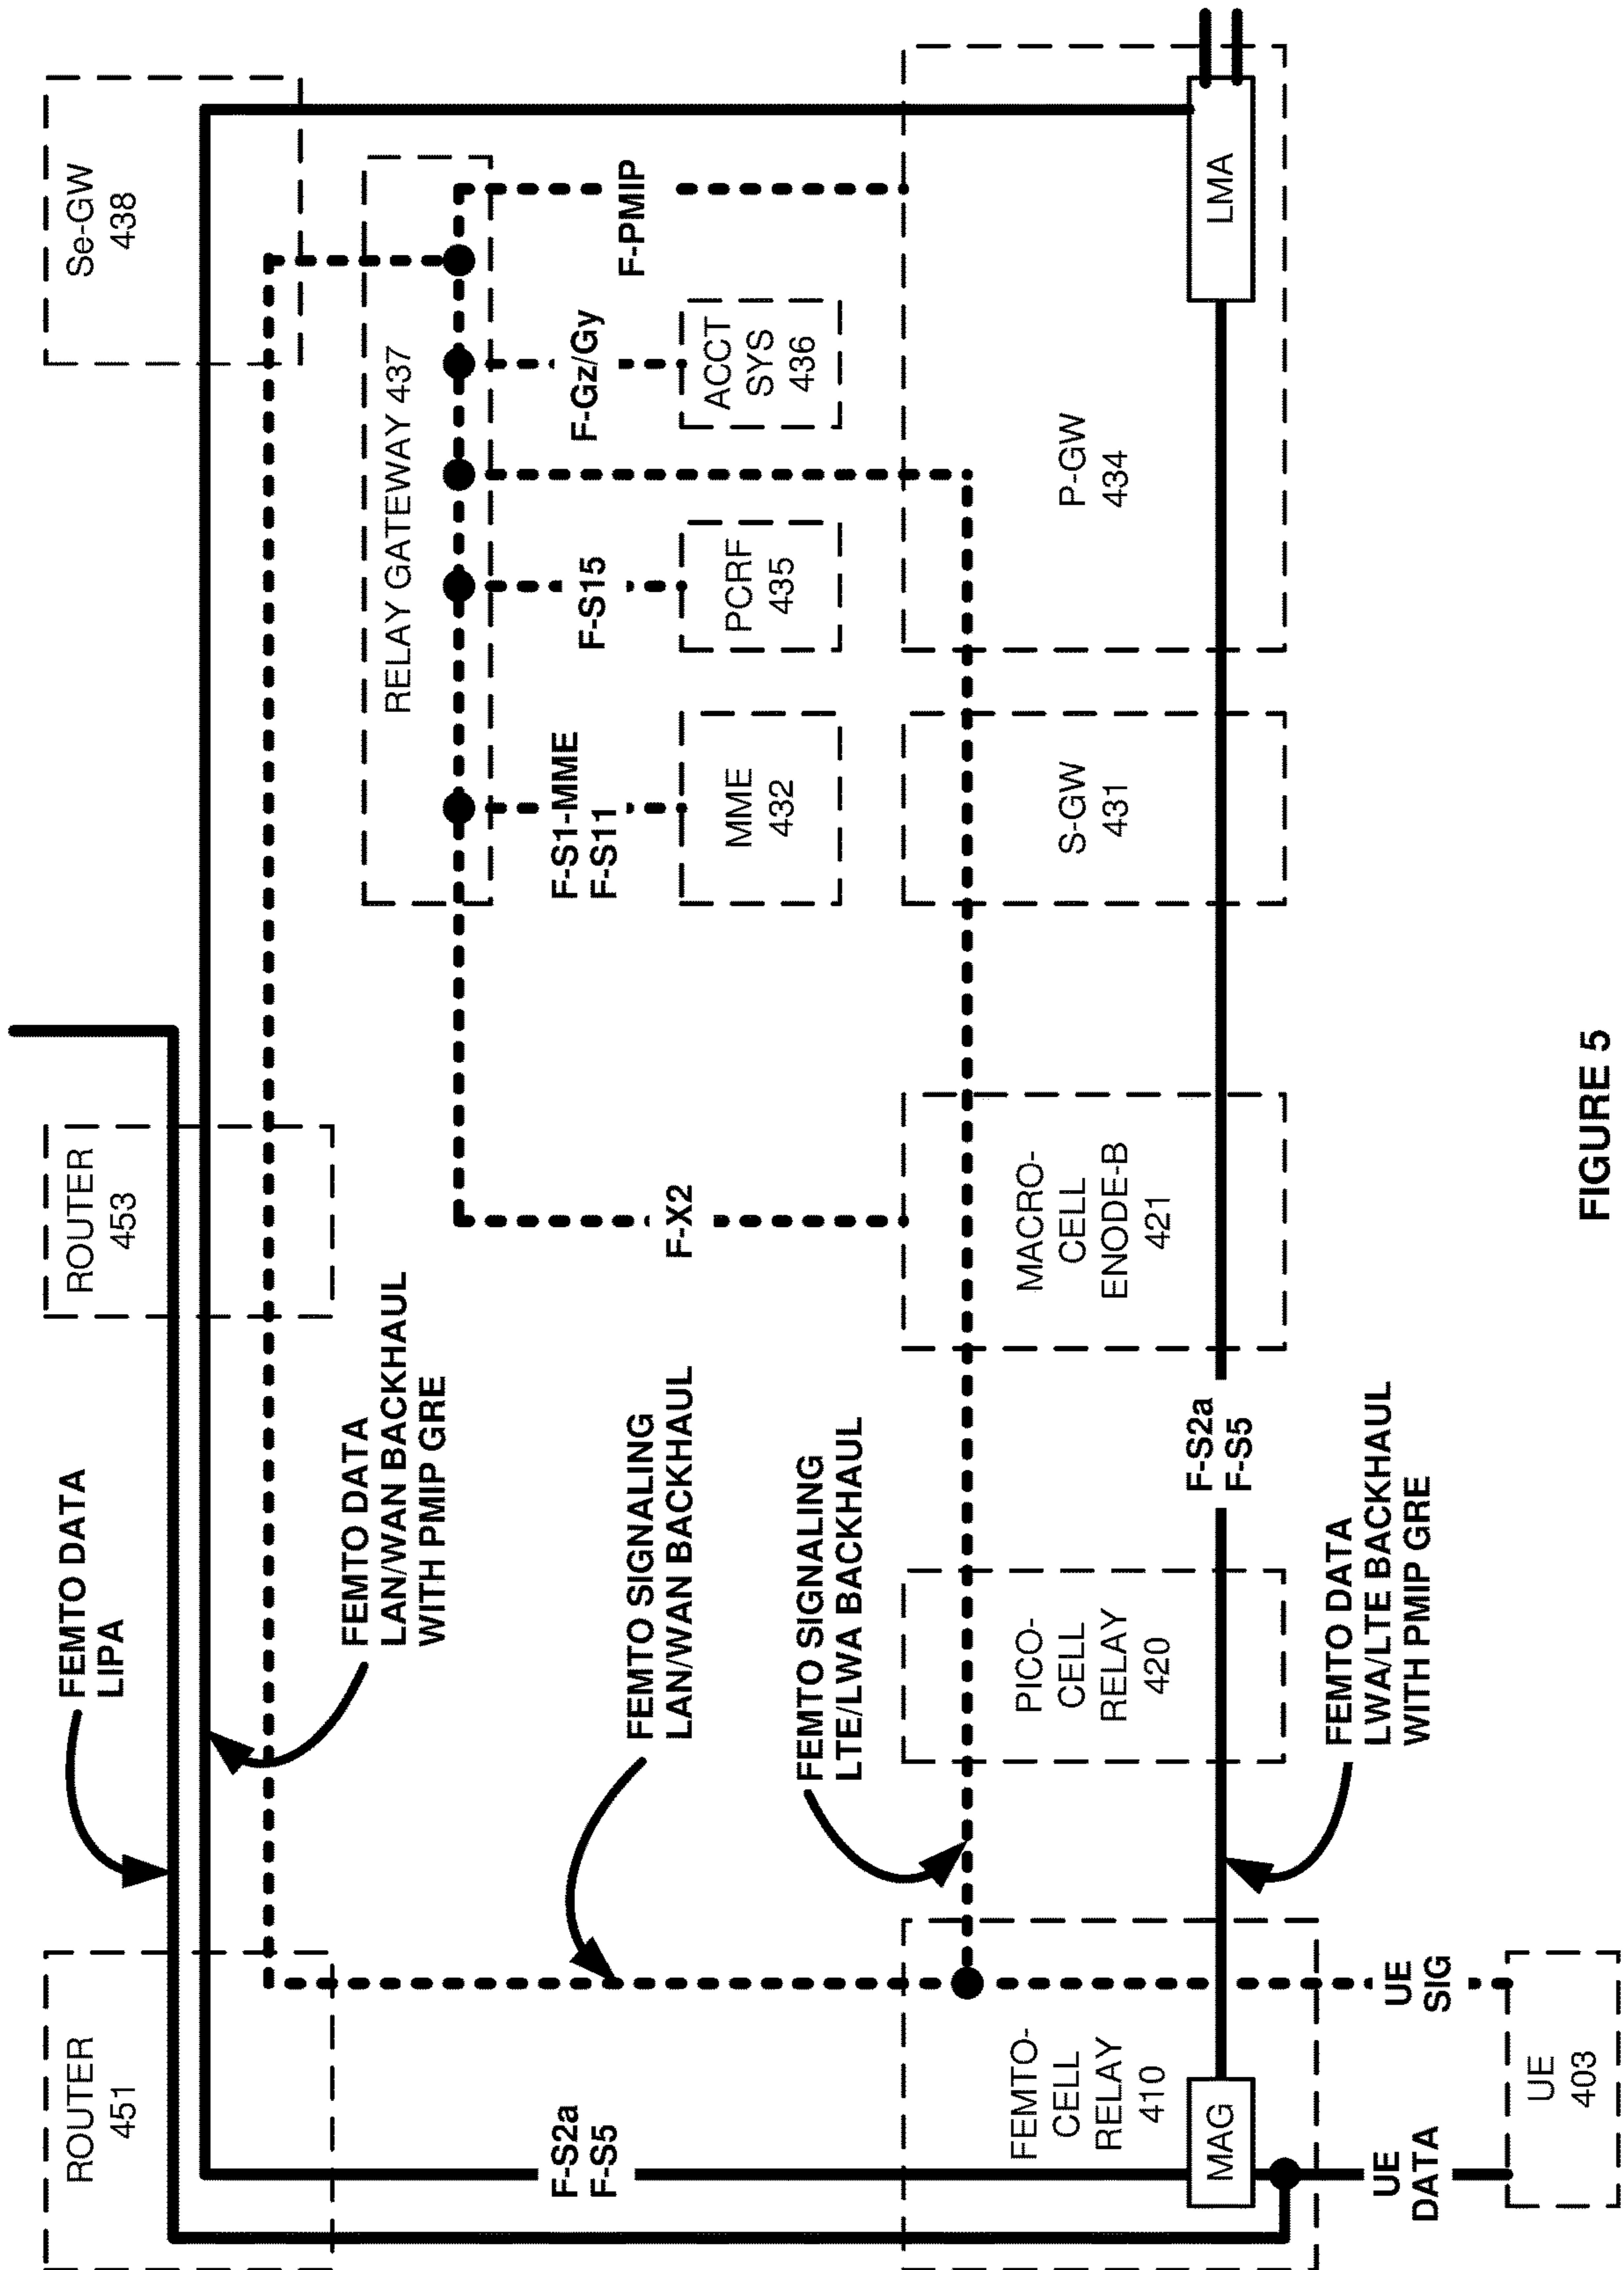 ROUTER
451
ROUTER
453
Se-GW
438
FEMTO DATA
LIPA
FEMTO DATA
LAN/WAN BACKHAUL
WITH PMIP GRE
RELAY GATEWAY 437
FEMTO SIGNALING
LAN/WAN BACKHAUL
F-S2a
F-S5
F-X2
F-S1-MME
F-S11
F-S15
F-Gz/Gy
F-PMIP
MME
432
PCRF
435
ACCT
SYS
436
FEMTO SIGNALING
LTE/LWA BACKHAUL
FEMTO-
CELL
RELAY
410
MAG
PICO-
CELL
RELAY
420
MACRO-
CELL
ENODE-B
421
S-GW
431
P-GW
434
LMA
F-S2a
F-S5
FEMTO DATA
LWA/LTE BACKHAUL
WITH PMIP GRE
UE
DATA
UE
SIG
UE
403
FIGURE 5